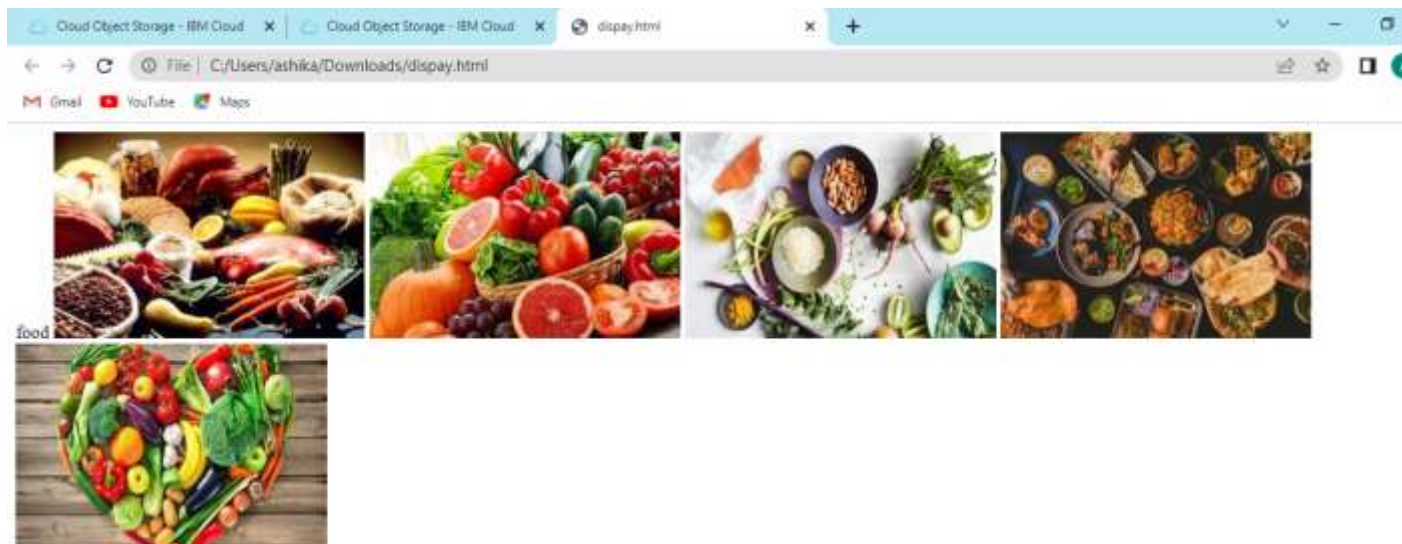 Cloud Object Storage - IBM Cloud
Cloud Object Storage - IBM Cloud
dispay.html
File | C:/Users/ashika/Downloads/dispay.html
Gmail YouTube Maps
food